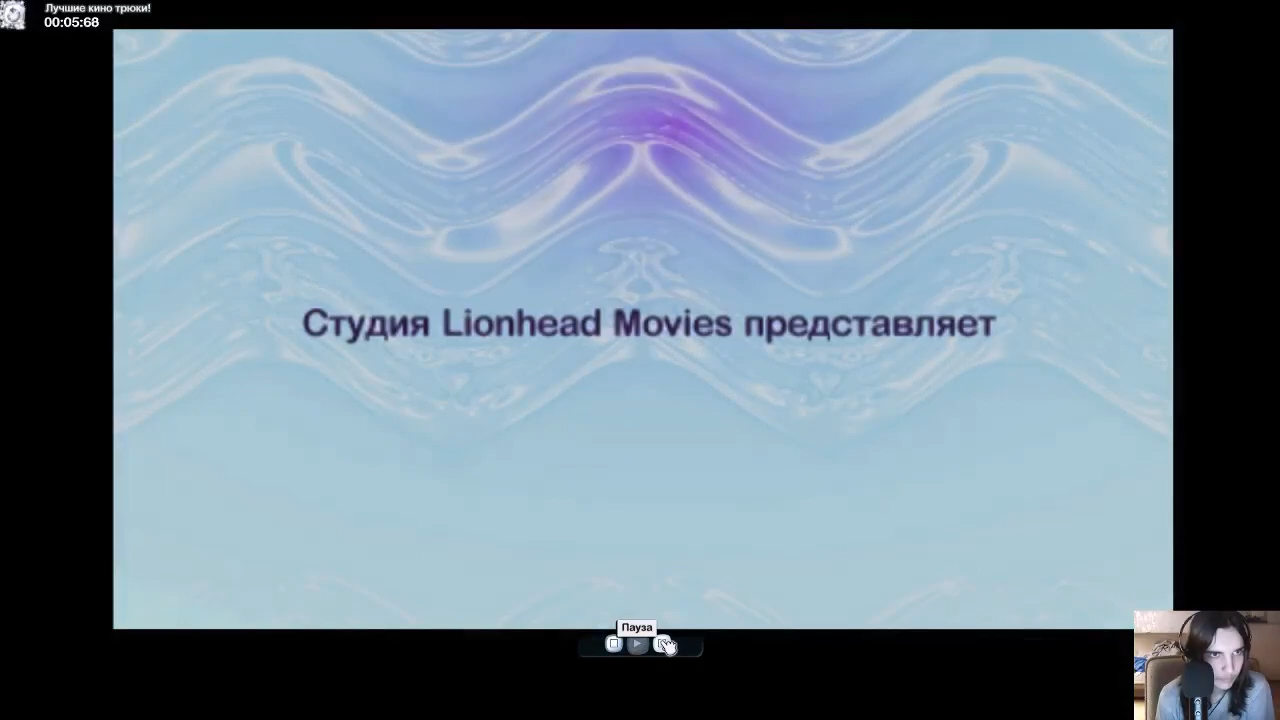 Лучшие кино трюки!
00:05:68
Студия Lionhead Movies представляет
Пауза